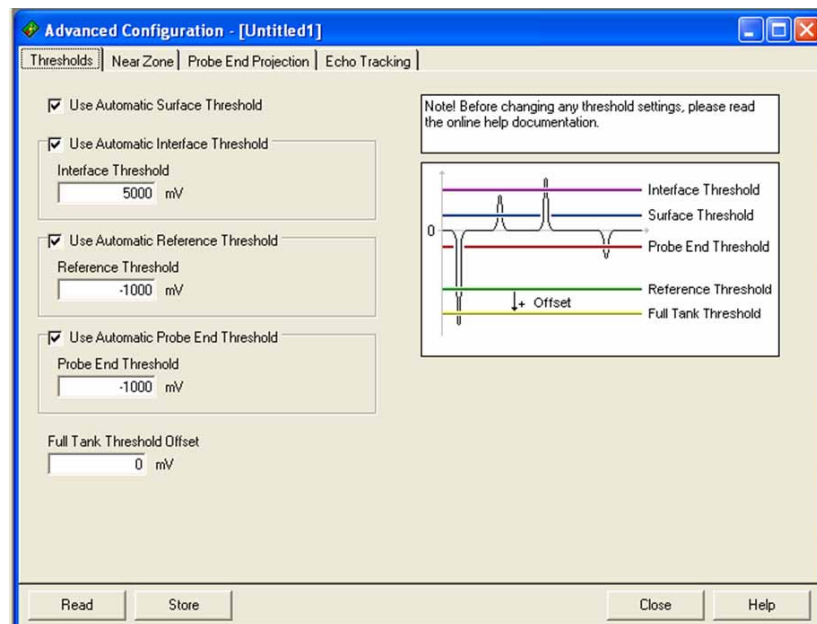 Advanced Configuration - [Untitled1]
Thresholds Near Zone Probe End Projection Echo Tracking
Use Automatic Surface Threshold
Use Automatic Interface Threshold
Interface Threshold
5000 mV
Use Automatic Reference Threshold
Reference Threshold
-1000 mV
Use Automatic Probe End Threshold
Probe End Threshold
-1000 mV
Full Tank Threshold Offset
0 mV
Note! Before changing any threshold settings, please read
the online help documentation.
Interface Threshold
Surface Threshold
0
Probe End Threshold
Reference Threshold
+ Offset
Full Tank Threshold
Read Store Close Help